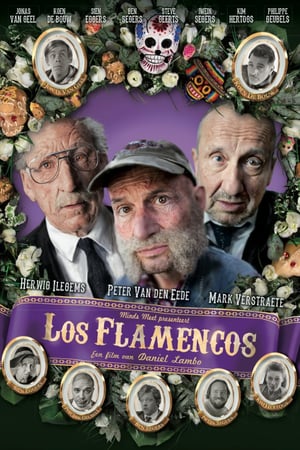 JONAS VAN GEEL
KOEN DE BOUW
SIEN EGGERS
BEN SEGERS
STEVE GEERTS
IWEIN SEGERS
KIM HERTOGS
PHILIPPE GEUBELS
HERWIG ILEGEMS
PETER VAN DEN EEDE
MARK VERSTRAETE
Minds Meet presenteert
LOS FLAMENCOS
Een film van Daniel Lambo